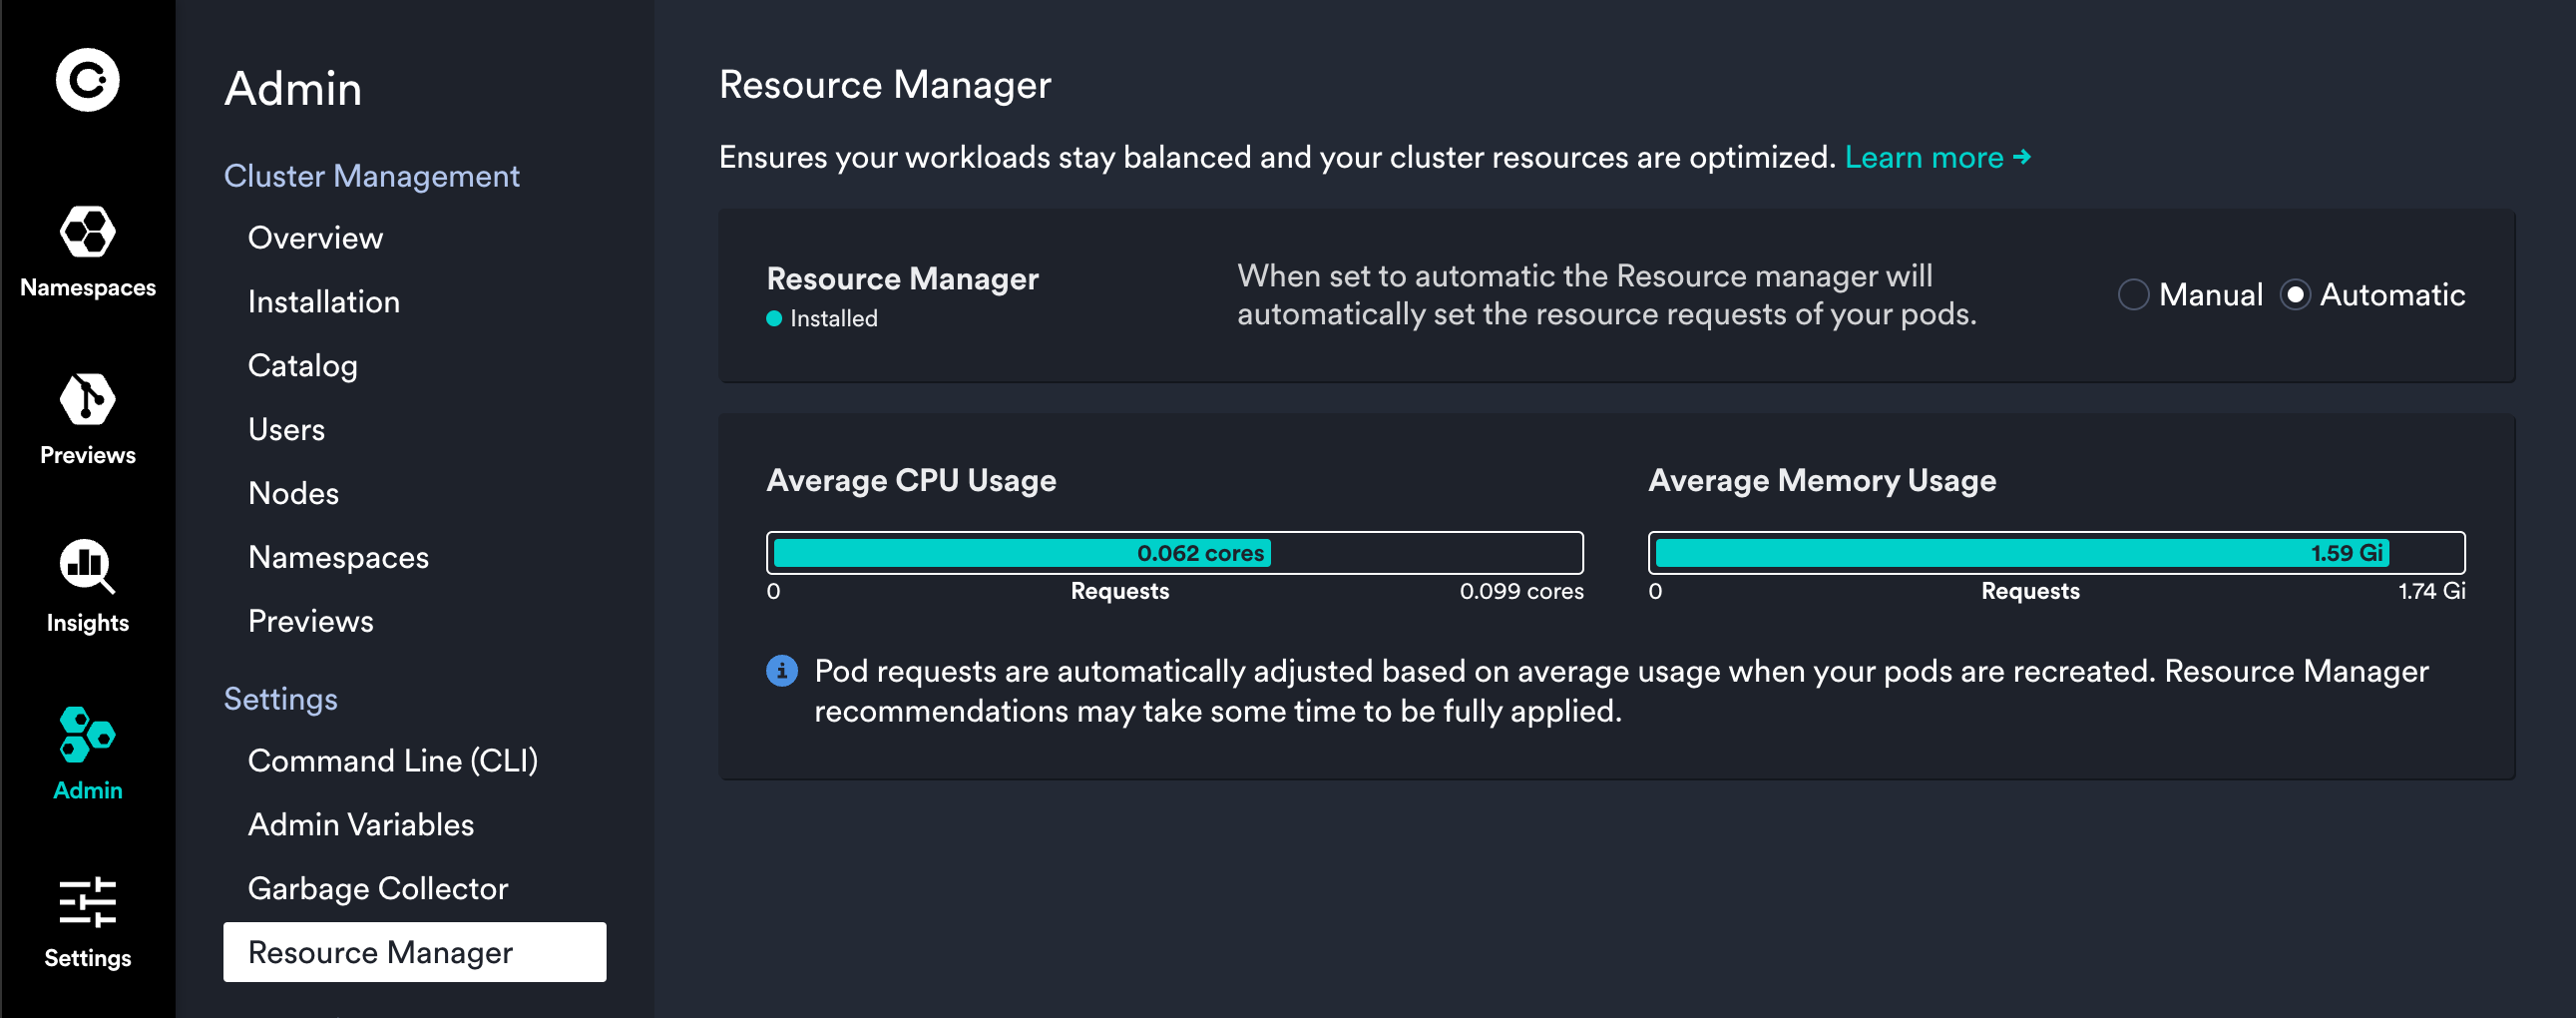 Namespaces
Previews
Insights
Admin
Settings
Admin
Cluster Management
Overview
Installation
Catalog
Users
Nodes
Namespaces
Previews
Settings
Command Line (CLI)
Admin Variables
Garbage Collector
Resource Manager
Resource Manager
Ensures your workloads stay balanced and your cluster resources are optimized. Learn more →
Resource Manager
Installed
When set to automatic the Resource manager will
automatically set the resource requests of your pods.
Manual Automatic
Average CPU Usage
0.062 cores
0 Requests 0.099 cores
Average Memory Usage
1.59 Gi
0 Requests 1.74 Gi
Pod requests are automatically adjusted based on average usage when your pods are recreated. Resource Manager
recommendations may take some time to be fully applied.